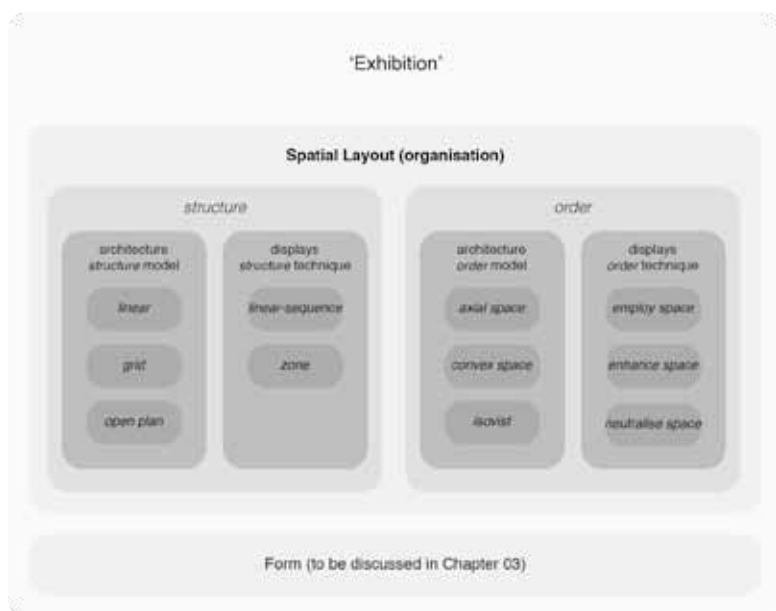 'Exhibition'
Spatial Layout (organisation)
structure
architecture
structure model
linear
grid
open plan
displays
structure technique
linear-sequence
zone
order
architecture
order model
axial space
convex space
isovist
displays
order technique
employ space
enhance space
neutralise space
Form (to be discussed in Chapter 03)